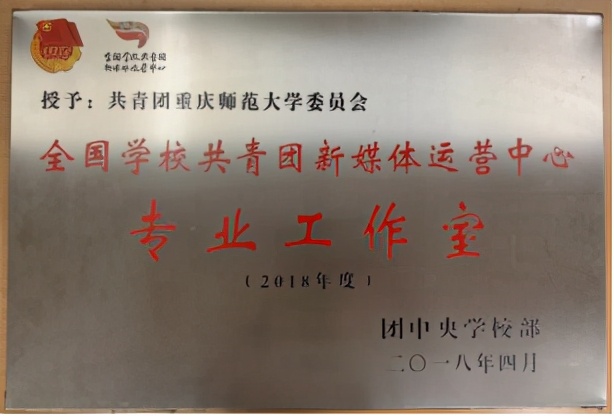 全国学校共青团
新媒体运营中心
授予：共青团重庆师范大学委员会
全国学校共青团新媒体运营中心
专业工作室
（2018年度）
团中央学校部
二〇一八年四月